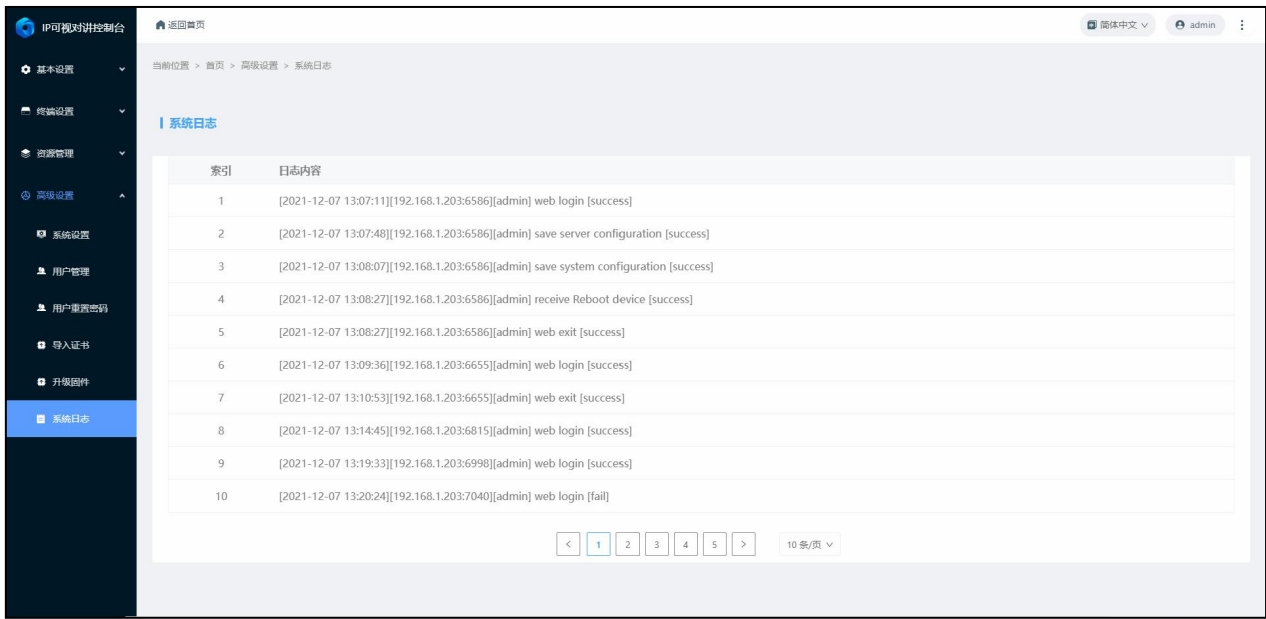 IP可视对讲控制台
返回首页
简体中文
admin
基本设置
终端设置
资源管理
高级设置
系统设置
用户管理
用户重置密码
导入证书
升级固件
系统日志
当前位置 > 首页 > 高级设置 > 系统日志
系统日志
索引 日志内容
1 [2021-12-07 13:07:11][192.168.1.203:6586][admin] web login [success]
2 [2021-12-07 13:07:48][192.168.1.203:6586][admin] save server configuration [success]
3 [2021-12-07 13:08:07][192.168.1.203:6586][admin] save system configuration [success]
4 [2021-12-07 13:08:27][192.168.1.203:6586][admin] receive Reboot device [success]
5 [2021-12-07 13:08:27][192.168.1.203:6586][admin] web exit [success]
6 [2021-12-07 13:09:36][192.168.1.203:6655][admin] web login [success]
7 [2021-12-07 13:10:53][192.168.1.203:6655][admin] web exit [success]
8 [2021-12-07 13:14:45][192.168.1.203:6815][admin] web login [success]
9 [2021-12-07 13:19:33][192.168.1.203:6998][admin] web login [success]
10 [2021-12-07 13:20:24][192.168.1.203:7040][admin] web login [fail]
< 1 2 3 4 5 > 10 条/页